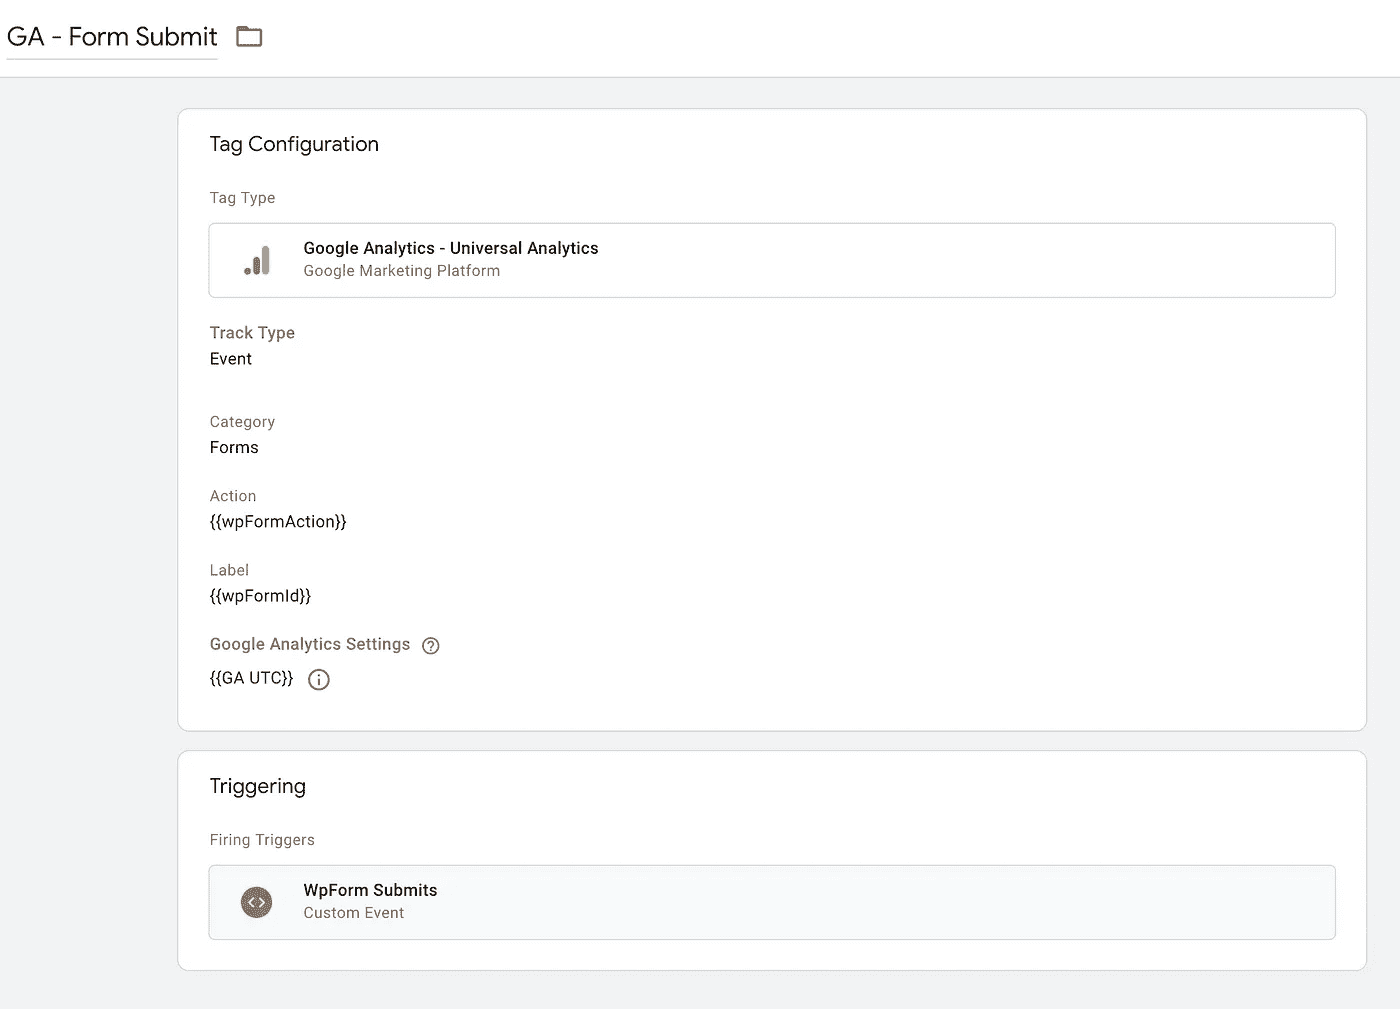 GA - Form Submit
Tag Configuration
Tag Type
Google Analytics - Universal Analytics
Google Marketing Platform
Track Type
Event
Category
Forms
Action
{{wpFormAction}}
Label
{{wpFormId}}
Google Analytics Settings
{{GA UTC}}
Triggering
Firing Triggers
WpForm Submits
Custom Event